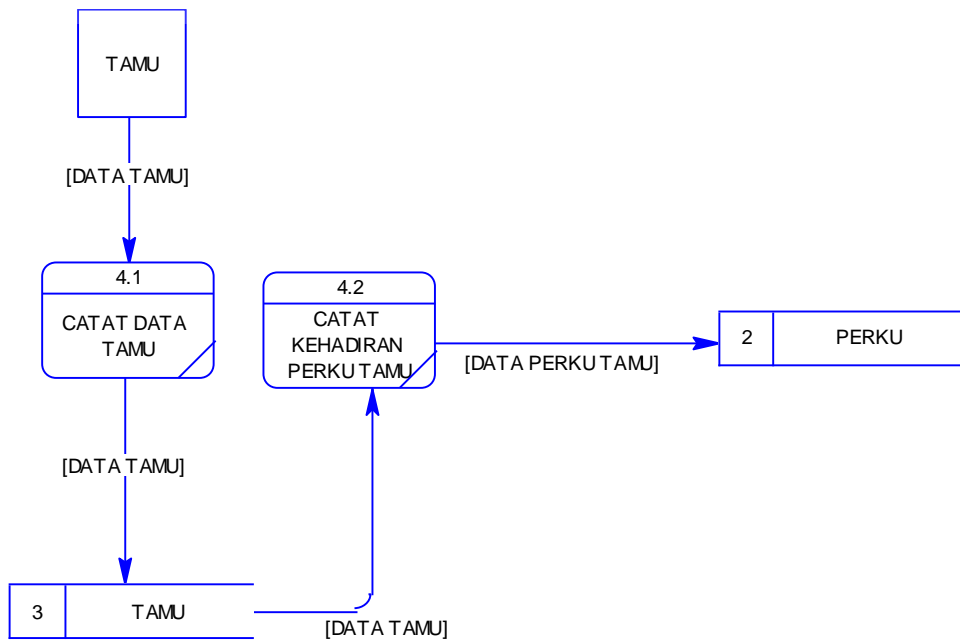 TAMU
[DATA TAMU]
4.1
CATAT DATA
TAMU
4.2
CATAT
KEHADIRAN
PERKU TAMU
[DATA PERKU TAMU]
2
PERKU
[DATA TAMU]
3
TAMU
[DATA TAMU]